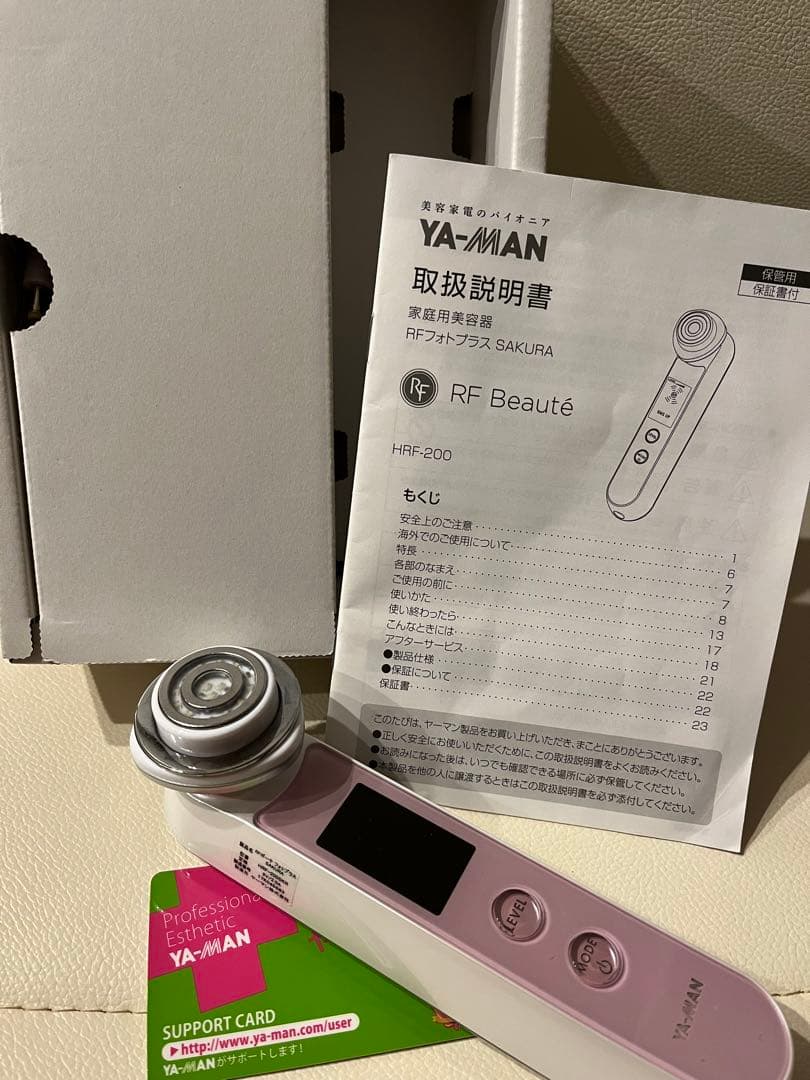 美容家電のパイオニア
YA-MAN
取扱説明書
家庭用美容器
RFフォトプラス SAKURA
保管用
保証書付
RF
RF Beauté
HRF-200
もくじ
安全上のご注意 1
海外でのご使用について 6
特長 7
各部のなまえ 7
ご使用の前に 8
使いかた 13
使い終わったら 17
こんなときには 18
アフターサービス 21
●製品仕様 22
●保証について 22
保証書 23
このたびは、ヤーマン製品をお買い上げいただき、まことにありがとうございます。
●正しく安全にお使いいただくために、この取扱説明書をよくお読みください。
●お読みになった後は、いつでも確認できる場所に必ず保管してください。
●本製品を他の人に譲渡するときはこの取扱説明書を必ず添付してください。
LEVEL
MODE
YA-MAN
Professional
Esthetic
YA-MAN
SUPPORT CARD
http://www.ya-man.com/user
YA-MANがサポートします!